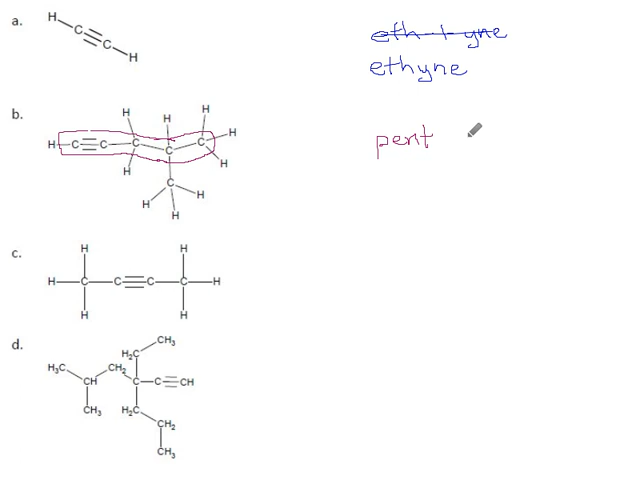 a.
H
C≡C
H
eth-1-yne
ethyne
b.
H H H
H C≡C C C C H
H H
C H
H H
pent
c.
H H
H C C≡C C H
H H
d.
CH₃
H₂C
H₃C CH₂
CH C C≡CH
CH₃ H₂C
CH₂
CH₃